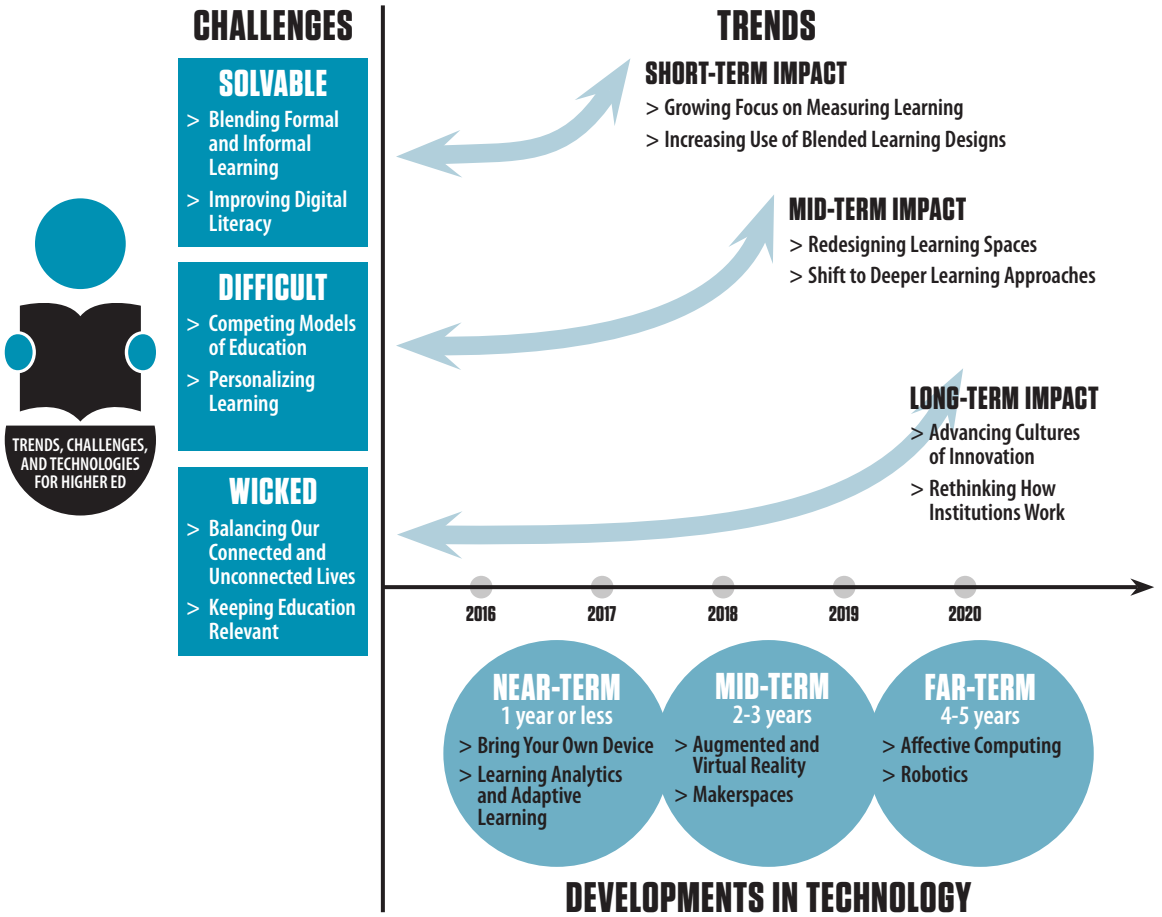 CHALLENGES
SOLVABLE
> Blending Formal
and Informal
Learning
> Improving Digital
Literacy
DIFFICULT
> Competing Models
of Education
> Personalizing
Learning
WICKED
> Balancing Our
Connected and
Unconnected Lives
> Keeping Education
Relevant
TRENDS, CHALLENGES,
AND TECHNOLOGIES
FOR HIGHER ED
TRENDS
SHORT-TERM IMPACT
> Growing Focus on Measuring Learning
> Increasing Use of Blended Learning Designs
MID-TERM IMPACT
> Redesigning Learning Spaces
> Shift to Deeper Learning Approaches
LONG-TERM IMPACT
> Advancing Cultures
of Innovation
> Rethinking How
Institutions Work
2016 2017 2018 2019 2020
NEAR-TERM
1 year or less
> Bring Your Own Device
> Learning Analytics
and Adaptive
Learning
MID-TERM
2-3 years
> Augmented and
Virtual Reality
> Makerspaces
FAR-TERM
4-5 years
> Affective Computing
> Robotics
DEVELOPMENTS IN TECHNOLOGY